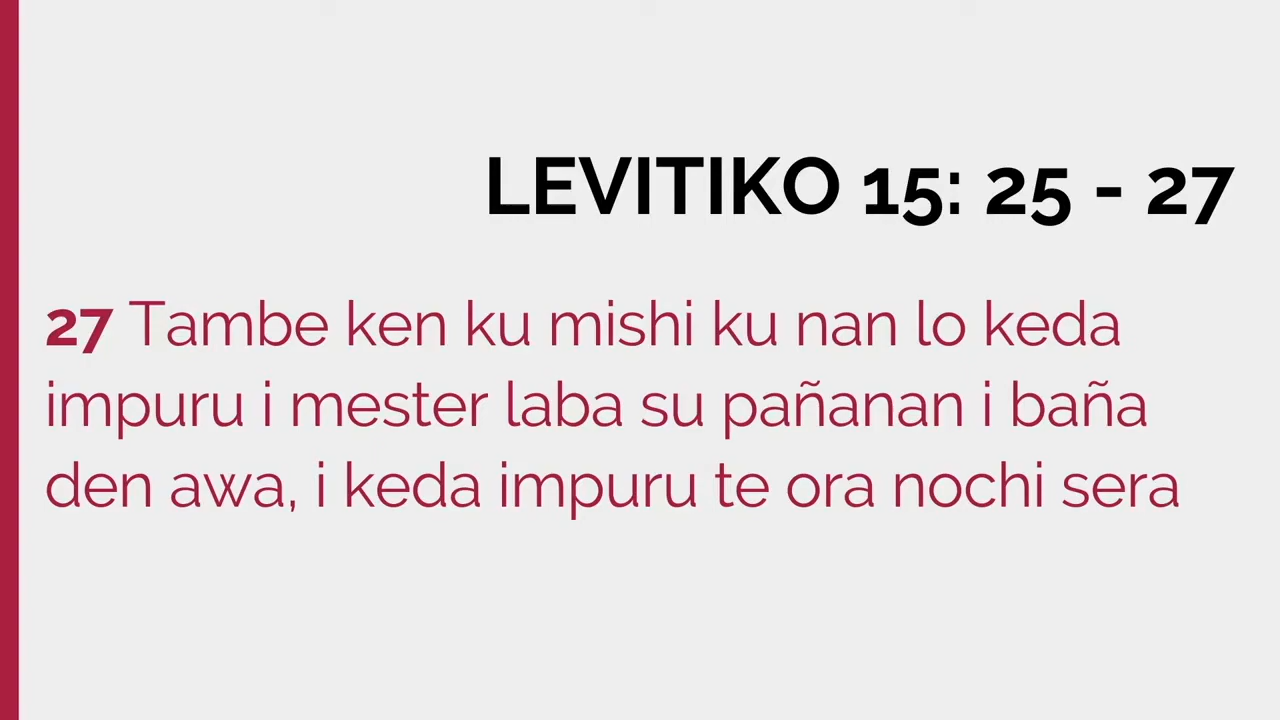 LEVITIKO 15: 25 - 27
27 Tambe ken ku mishi ku nan lo keda
impuru i mester laba su pañanan i baña
den awa, i keda impuru te ora nochi sera